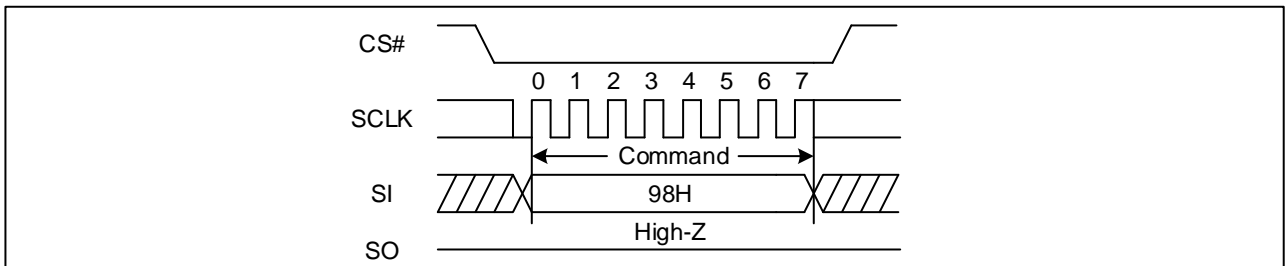 CS#
0 1 2 3 4 5 6 7
SCLK
Command
SI
98H
High-Z
SO